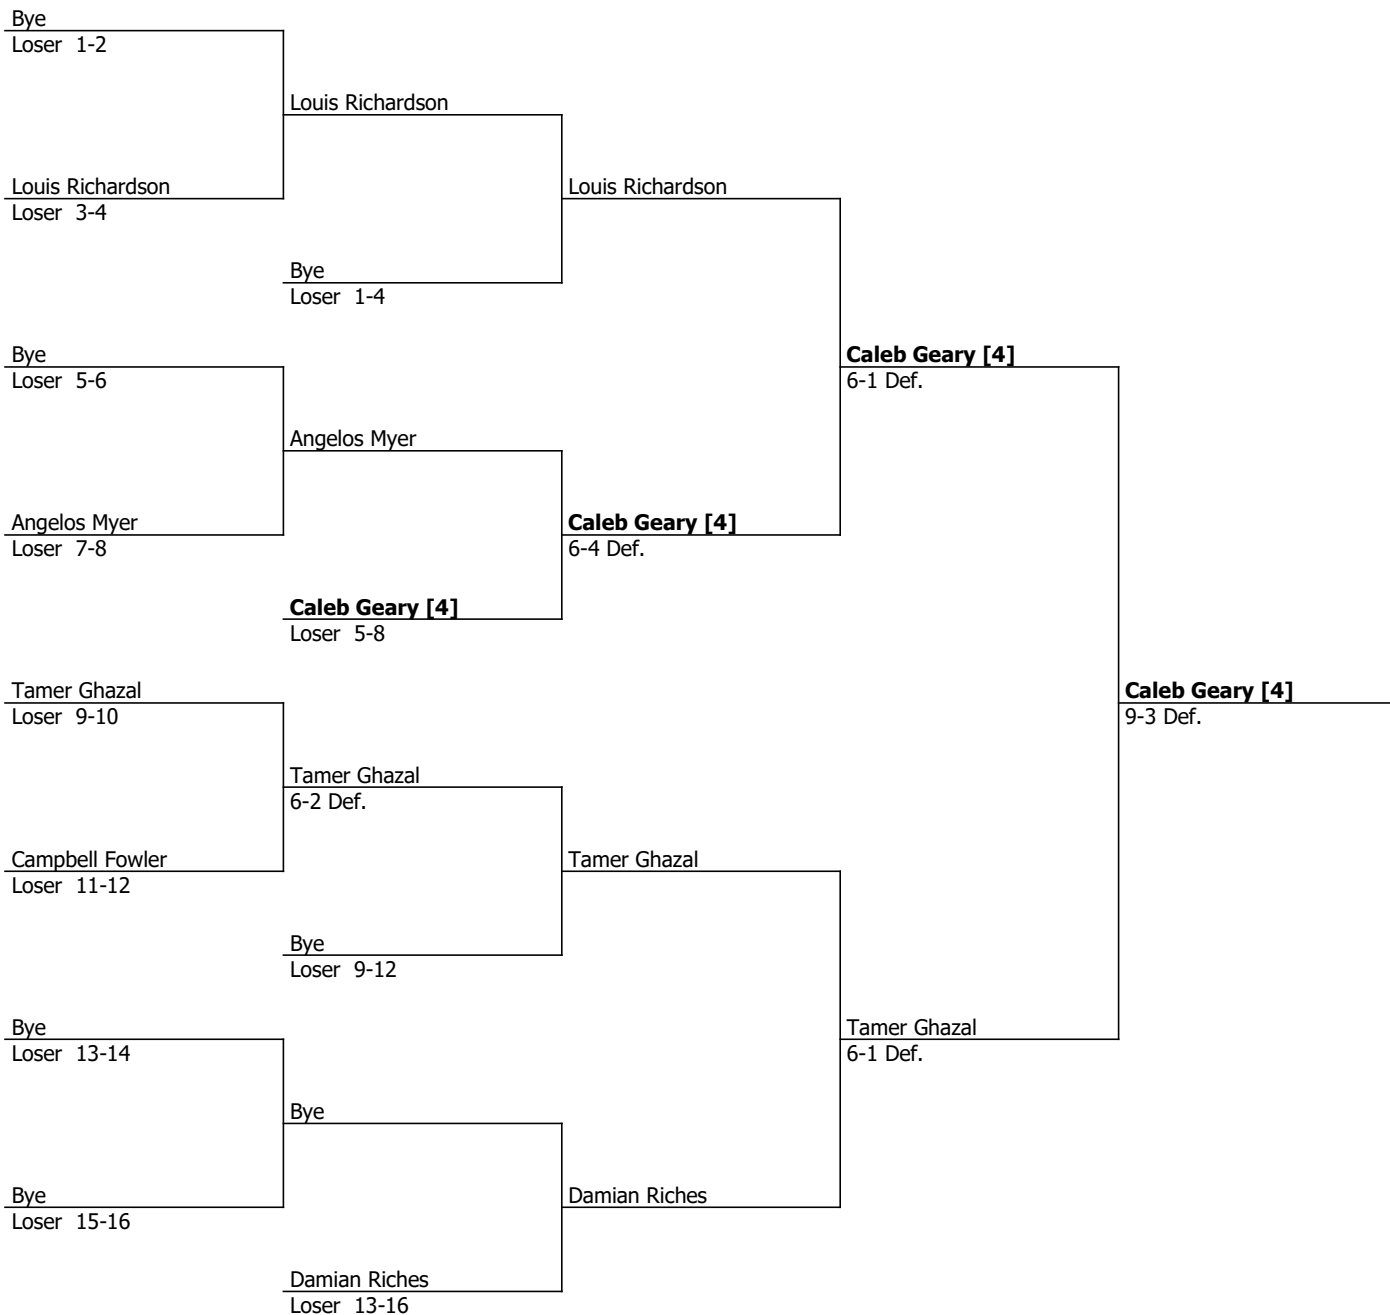 Bye
Loser 1-2
Louis Richardson
Louis Richardson
Loser 3-4
Louis Richardson
Bye
Loser 1-4
Bye
Loser 5-6
Caleb Geary [4]
6-1 Def.
Angelos Myer
Angelos Myer
Loser 7-8
Caleb Geary [4]
6-4 Def.
Caleb Geary [4]
Loser 5-8
Tamer Ghazal
Loser 9-10
Caleb Geary [4]
9-3 Def.
Tamer Ghazal
6-2 Def.
Campbell Fowler
Loser 11-12
Tamer Ghazal
Bye
Loser 9-12
Bye
Loser 13-14
Tamer Ghazal
6-1 Def.
Bye
Bye
Loser 15-16
Damian Riches
Damian Riches
Loser 13-16